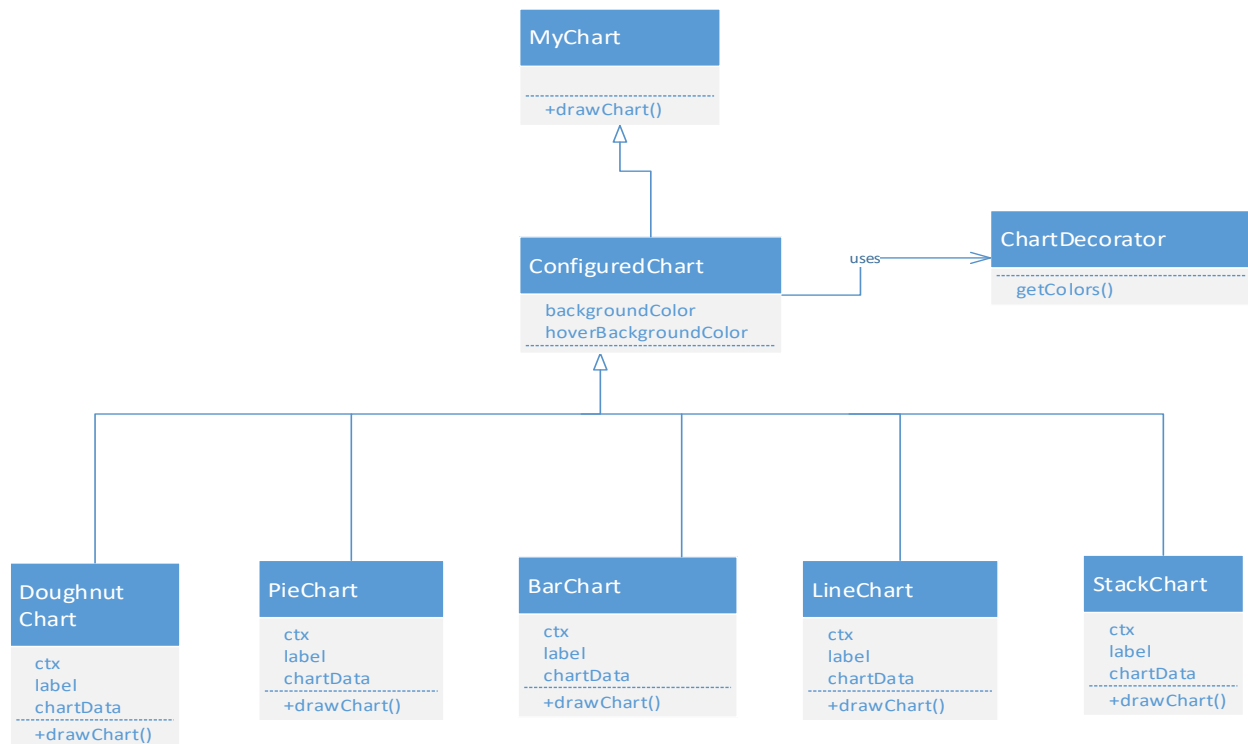 MyChart
+drawChart()
ConfiguredChart
backgroundColor
hoverBackgroundColor
uses
ChartDecorator
getColors()
Doughnut
Chart
ctx
label
chartData
+drawChart()
PieChart
ctx
label
chartData
+drawChart()
BarChart
ctx
label
chartData
+drawChart()
LineChart
ctx
label
chartData
+drawChart()
StackChart
ctx
label
chartData
+drawChart()